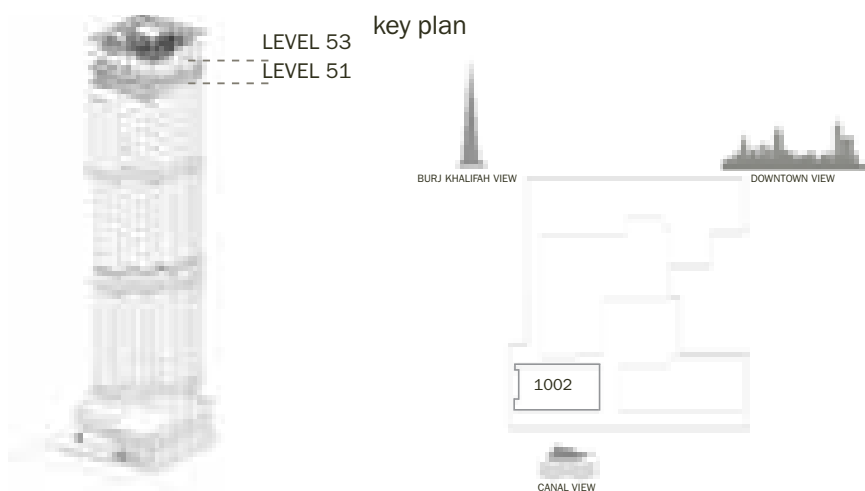 key plan
LEVEL 53
LEVEL 51
BURJ KHALIFAH VIEW
DOWNTOWN VIEW
1002
CANAL VIEW